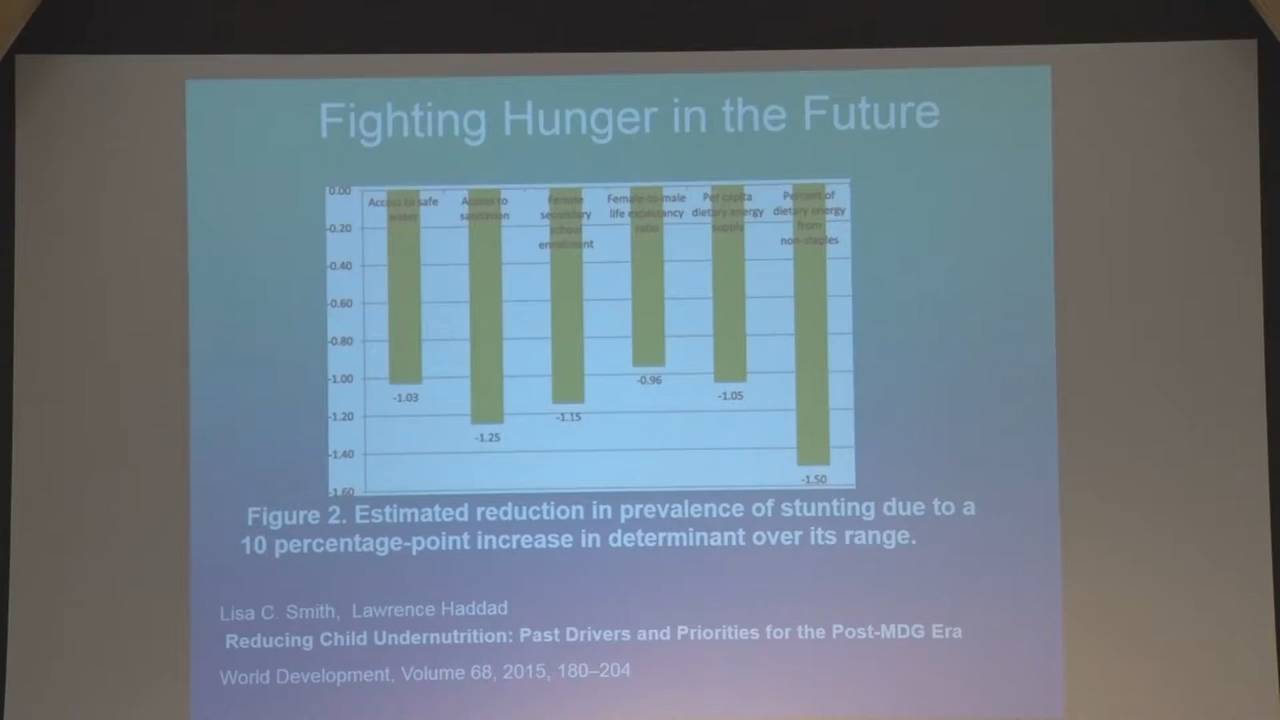 Fighting Hunger in the Future
0.00
Access to safe water
Access to sanitation
Female secondary school enrollment
Female-to-male life expectancy ratio
Per capita dietary energy supply
Percent of dietary energy from non-staples
-0.20
-0.40
-0.60
-0.80
-1.00
-1.20
-1.40
-1.60
-1.03
-1.25
-1.15
-0.96
-1.05
-1.50
Figure 2. Estimated reduction in prevalence of stunting due to a
10 percentage-point increase in determinant over its range.
Lisa C. Smith, Lawrence Haddad
Reducing Child Undernutrition: Past Drivers and Priorities for the Post-MDG Era
World Development, Volume 68, 2015, 180–204